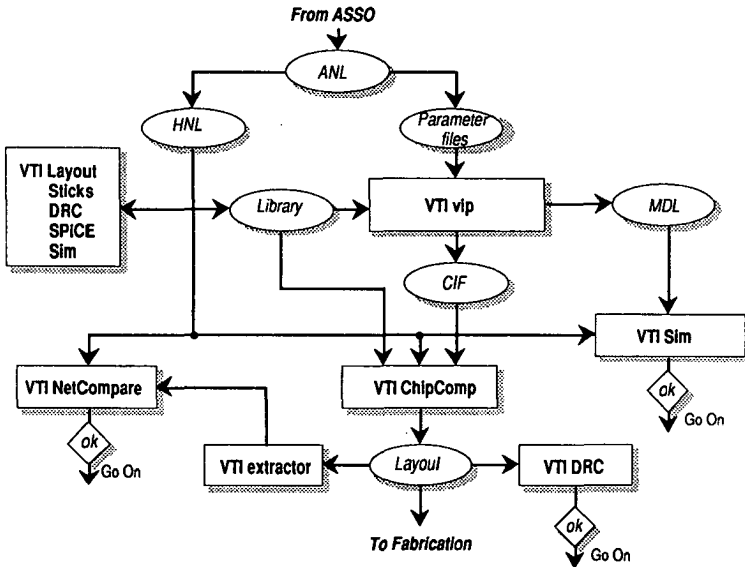 From ASSO
ANL
HNL
Parameter
files
VTI Layout
Sticks
DRC
SPiCE
Sim
Library
VTI vip
MDL
CIF
VTI Sim
VTI NetCompare
VTI ChipComp
ok
Go On
ok
Go On
VTI extractor
Layoul
VTI DRC
To Fabrication
ok
Go On